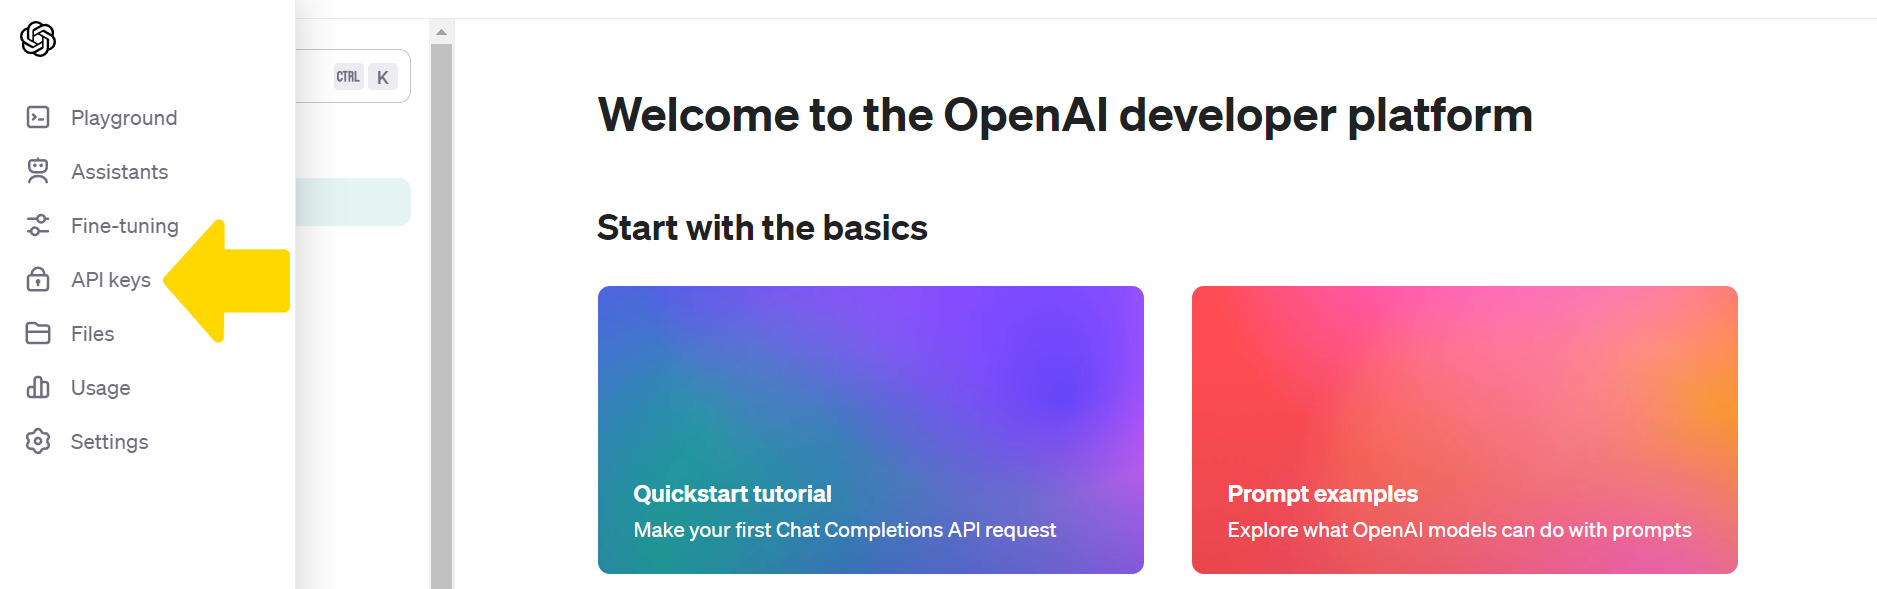 Playground
Assistants
Fine-tuning
API keys
Files
Usage
Settings
CTRL K
Welcome to the OpenAI developer platform
Start with the basics
Quickstart tutorial
Make your first Chat Completions API request
Prompt examples
Explore what OpenAI models can do with prompts